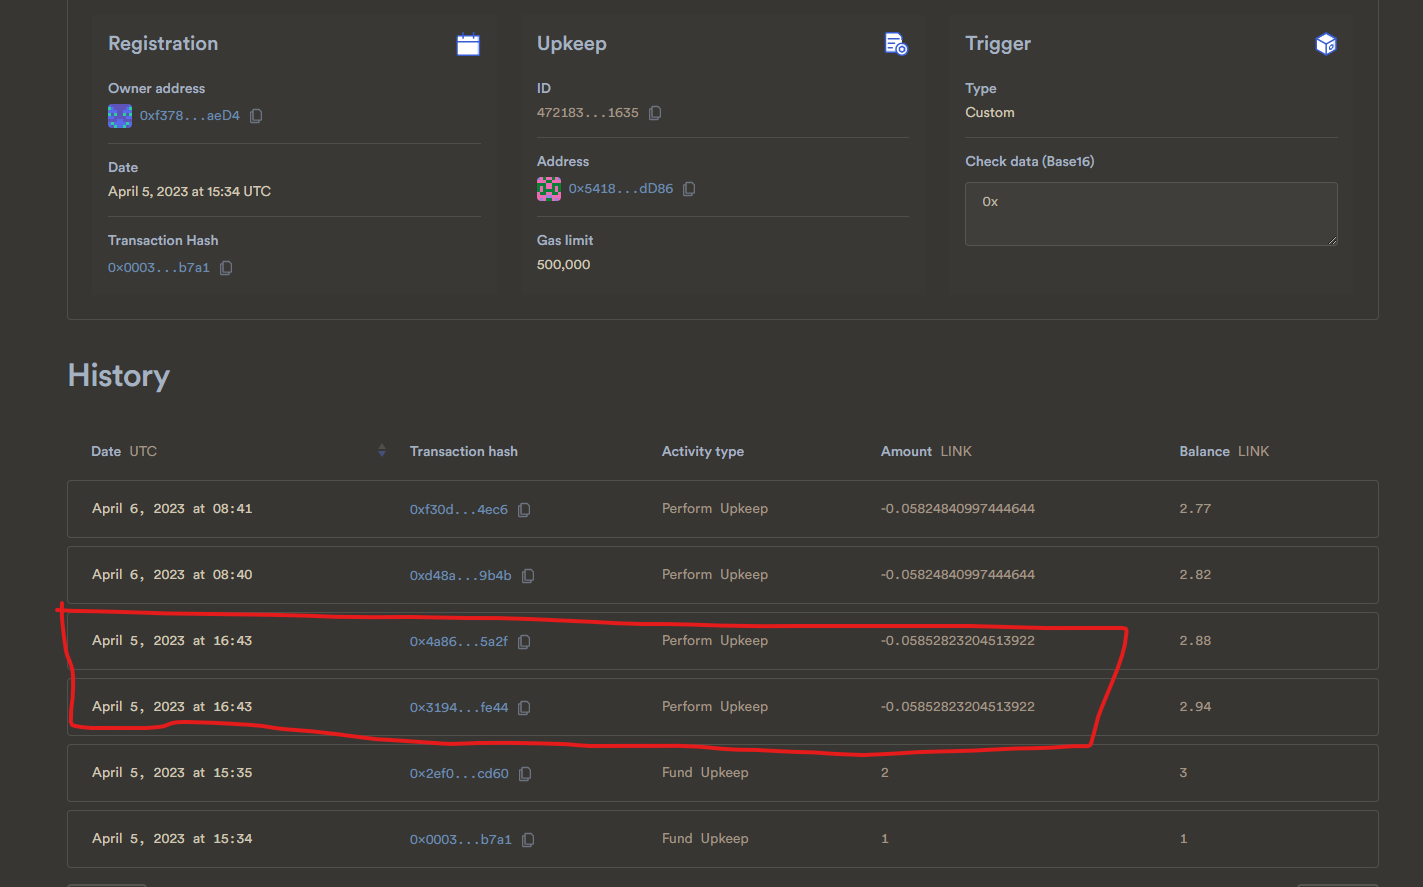 Registration
Owner address
0xf378...aeD4
Date
April 5, 2023 at 15:34 UTC
Transaction Hash
0x0003...b7a1
Upkeep
ID
472183...1635
Address
0x5418...dD86
Gas limit
500,000
Trigger
Type
Custom
Check data (Base16)
0x
History
Date UTC Transaction hash Activity type Amount LINK Balance LINK
April 6, 2023 at 08:41 0xf30d...4ec6 Perform Upkeep -0.05824840997444644 2.77
April 6, 2023 at 08:40 0xd48a...9b4b Perform Upkeep -0.05824840997444644 2.82
April 5, 2023 at 16:43 0x4a86...5a2f Perform Upkeep -0.05852823204513922 2.88
April 5, 2023 at 16:43 0x3194...fe44 Perform Upkeep -0.05852823204513922 2.94
April 5, 2023 at 15:35 0x2ef0...cd60 Fund Upkeep 2 3
April 5, 2023 at 15:34 0x0003...b7a1 Fund Upkeep 1 1